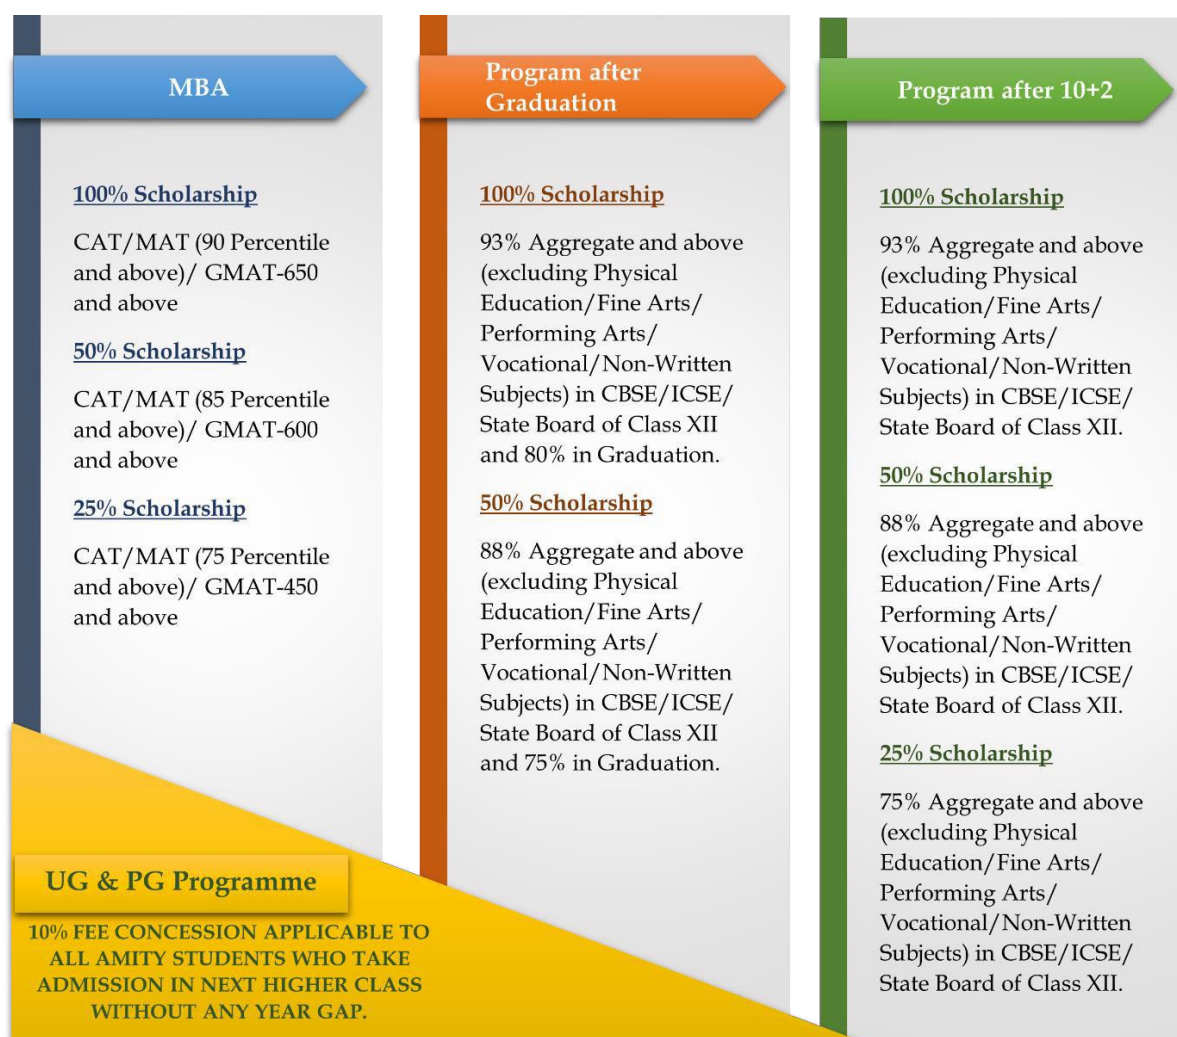 MBA
100% Scholarship
CAT/MAT (90 Percentile
and above)/ GMAT-650
and above
50% Scholarship
CAT/MAT (85 Percentile
and above)/ GMAT-600
and above
25% Scholarship
CAT/MAT (75 Percentile
and above)/ GMAT-450
and above
Program after
Graduation
100% Scholarship
93% Aggregate and above
(excluding Physical
Education/Fine Arts/
Performing Arts/
Vocational/Non-Written
Subjects) in CBSE/ICSE/
State Board of Class XII
and 80% in Graduation.
50% Scholarship
88% Aggregate and above
(excluding Physical
Education/Fine Arts/
Performing Arts/
Vocational/Non-Written
Subjects) in CBSE/ICSE/
State Board of Class XII
and 75% in Graduation.
Program after 10+2
100% Scholarship
93% Aggregate and above
(excluding Physical
Education/Fine Arts/
Performing Arts/
Vocational/Non-Written
Subjects) in CBSE/ICSE/
State Board of Class XII.
50% Scholarship
88% Aggregate and above
(excluding Physical
Education/Fine Arts/
Performing Arts/
Vocational/Non-Written
Subjects) in CBSE/ICSE/
State Board of Class XII.
25% Scholarship
75% Aggregate and above
(excluding Physical
Education/Fine Arts/
Performing Arts/
Vocational/Non-Written
Subjects) in CBSE/ICSE/
State Board of Class XII.
UG & PG Programme
10% FEE CONCESSION APPLICABLE TO
ALL AMITY STUDENTS WHO TAKE
ADMISSION IN NEXT HIGHER CLASS
WITHOUT ANY YEAR GAP.